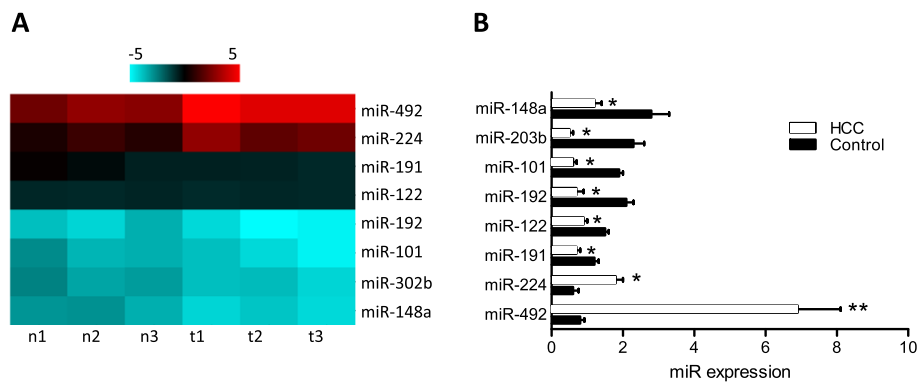 A
-5 5
miR-492
miR-224
miR-191
miR-122
miR-192
miR-101
miR-302b
miR-148a
n1 n2 n3 t1 t2 t3
B
miR-148a *
miR-203b *
miR-101 *
miR-192 *
miR-122 *
miR-191 *
miR-224 *
miR-492 **
HCC
Control
0 2 4 6 8 10
miR expression